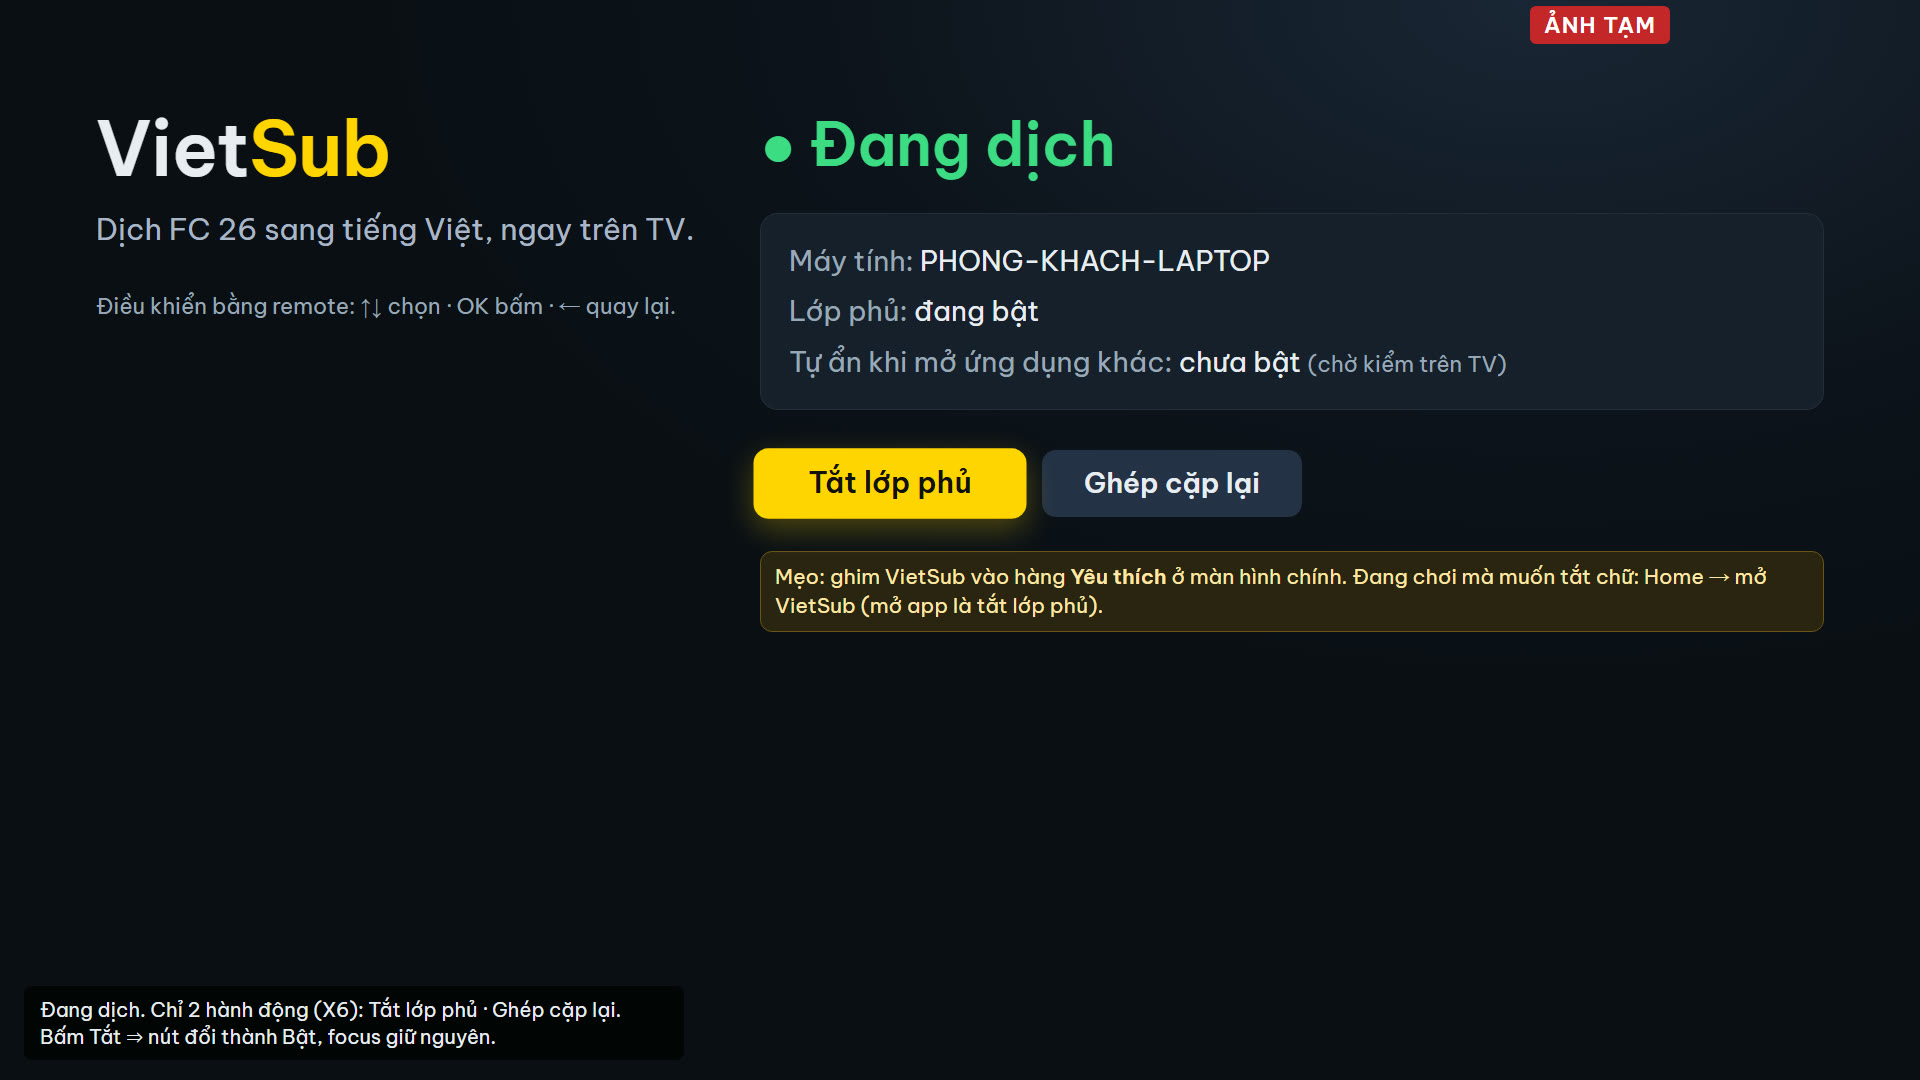 ẢNH TẠM
VietSub
Dịch FC 26 sang tiếng Việt, ngay trên TV.
Điều khiển bằng remote: ↑↓ chọn · OK bấm · ← quay lại.
● Đang dịch
Máy tính: PHONG-KHACH-LAPTOP
Lớp phủ: đang bật
Tự ẩn khi mở ứng dụng khác: chưa bật (chờ kiểm trên TV)
Tắt lớp phủ
Ghép cặp lại
Mẹo: ghim VietSub vào hàng Yêu thích ở màn hình chính. Đang chơi mà muốn tắt chữ: Home → mở
VietSub (mở app là tắt lớp phủ).
Đang dịch. Chỉ 2 hành động (X6): Tắt lớp phủ · Ghép cặp lại.
Bấm Tắt ⇒ nút đổi thành Bật, focus giữ nguyên.